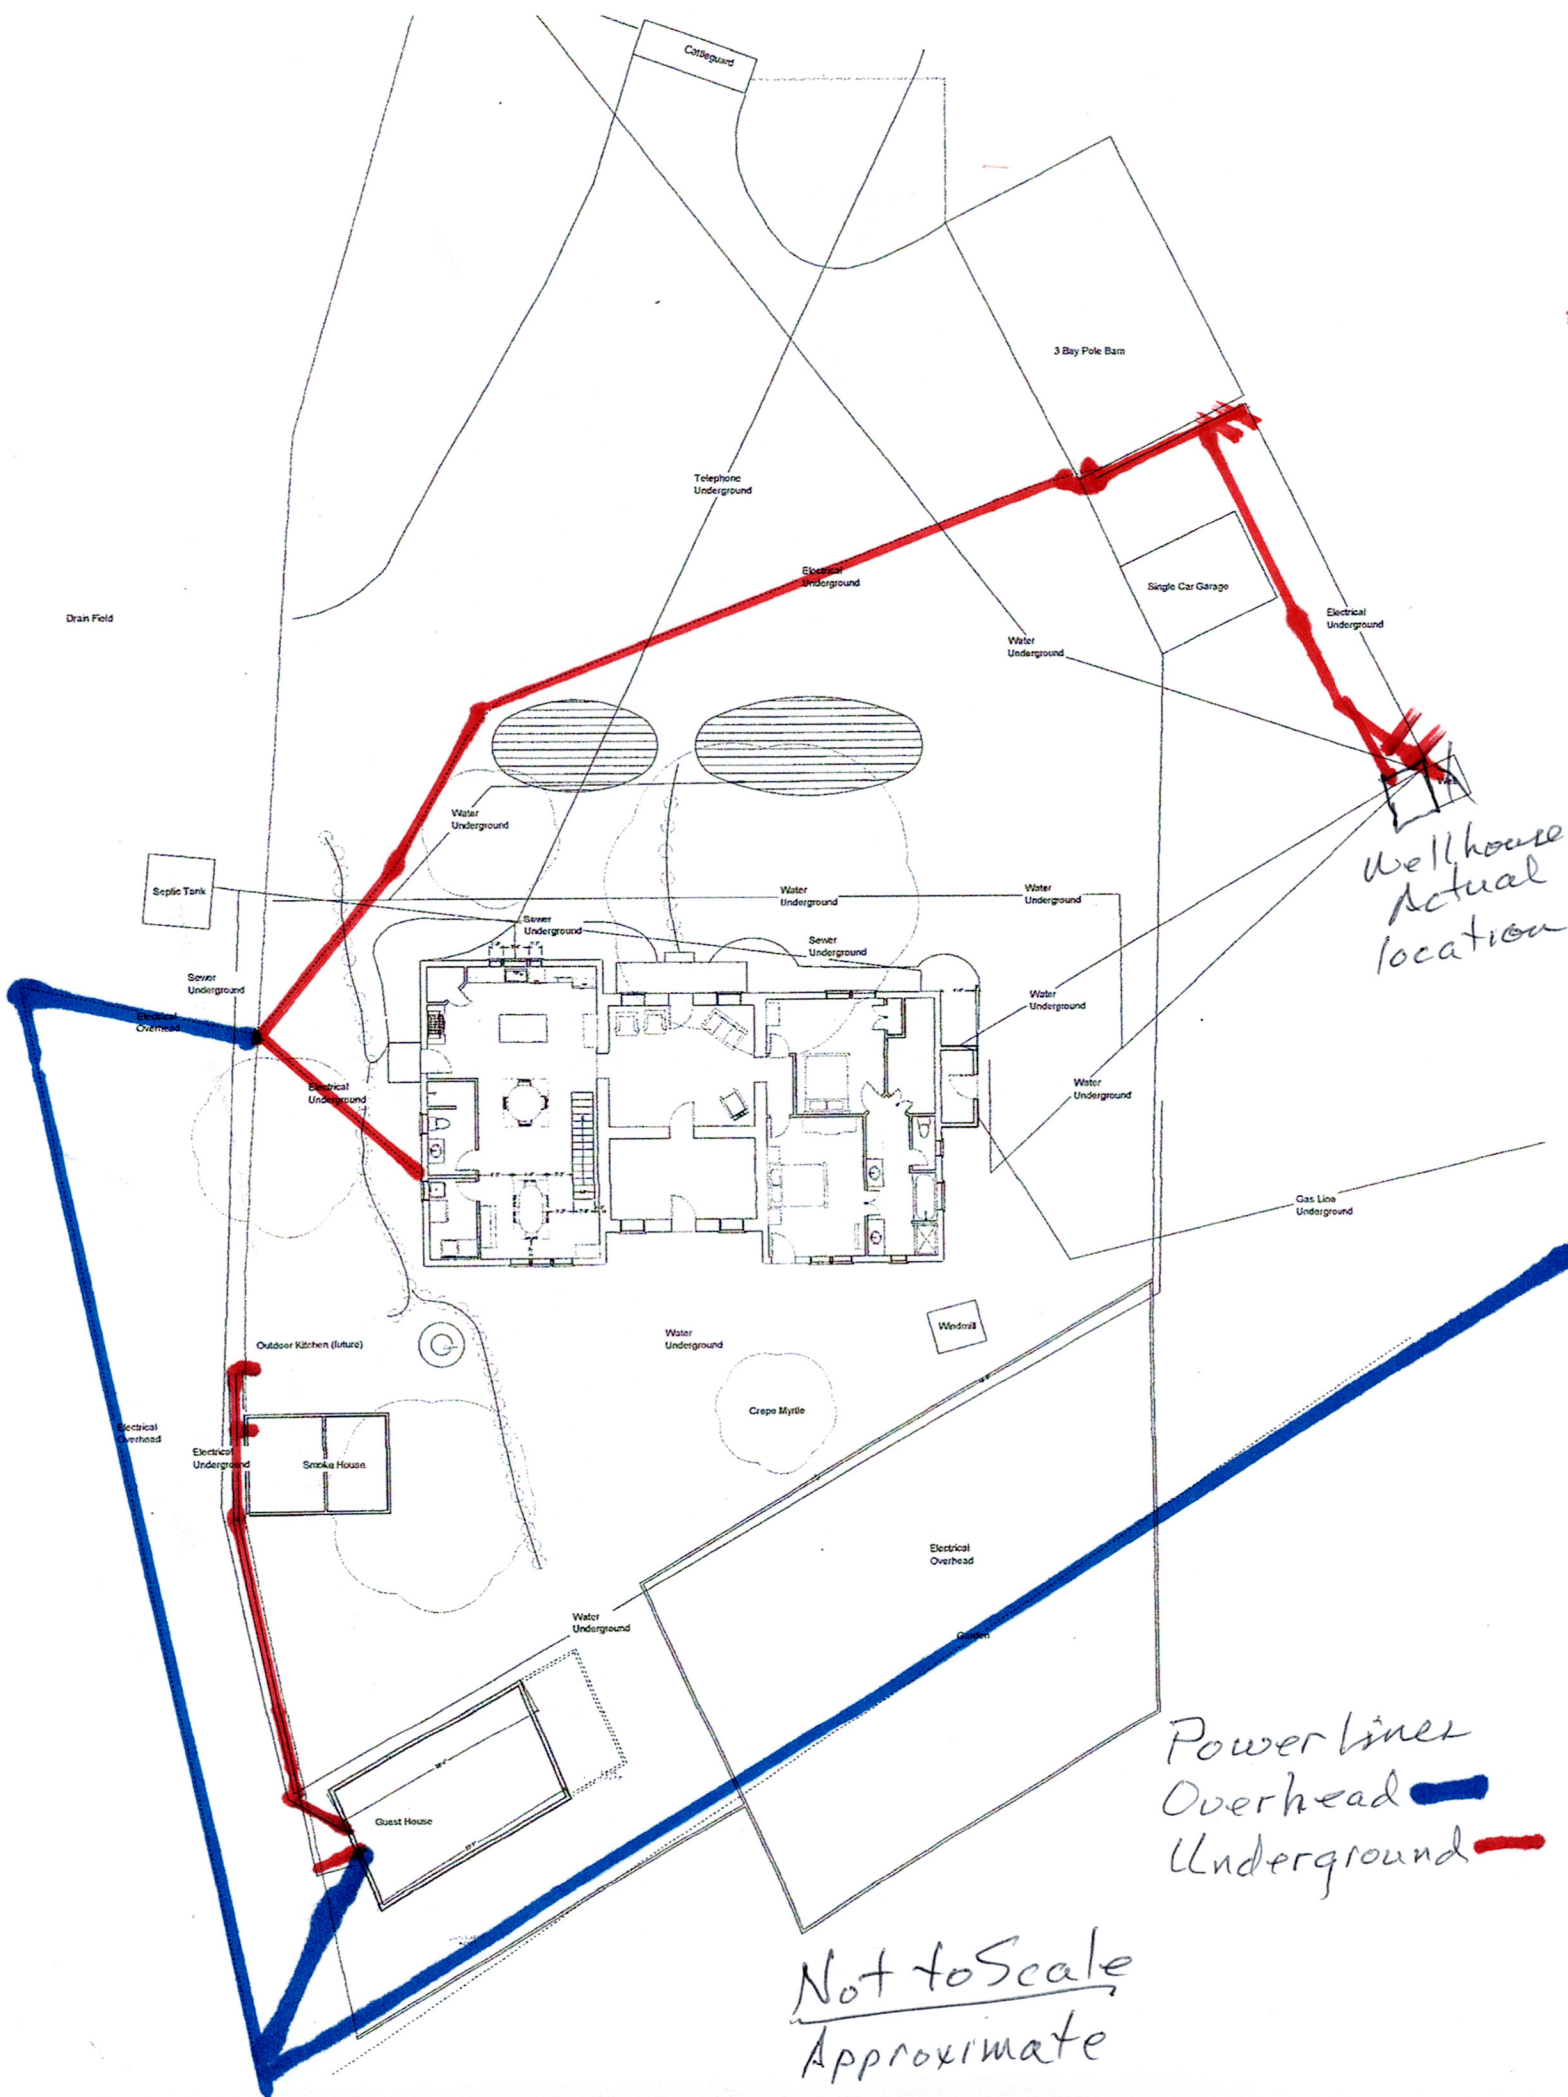 Cattleguard
3 Bay Pole Barn
Telephone
Underground
Electrical
Underground
Single Car Garage
Electrical
Underground
Drain Field
Water
Underground
Well
Water
Underground
Wellhouse
Actual
location
Septic Tank
Water
Underground
Water
Underground
Sewer
Underground
Sewer
Underground
Sewer
Underground
Water
Underground
Electrical
Overhead
Electrical
Underground
Water
Underground
Gas Line
Underground
Outdoor Kitchen (future)
Water
Underground
Windmill
Crepe Myrtle
Electrical
Overhead
Electrical
Underground
Smoke House
Electrical
Overhead
Water
Underground
Garden
Guest House
Power lines
Overhead
Underground
Not to Scale
Approximate